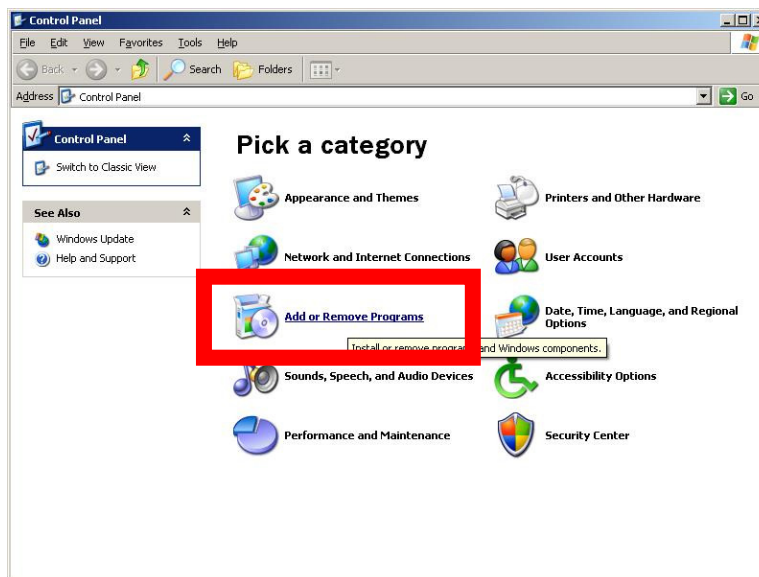 Control Panel
File Edit View Favorites Tools Help
Back Search Folders
Address Control Panel Go
Control Panel
Switch to Classic View
See Also
Windows Update
Help and Support
Pick a category
Appearance and Themes
Printers and Other Hardware
Network and Internet Connections
User Accounts
Add or Remove Programs
Date, Time, Language, and Regional
Options
Install or remove programs and Windows components.
Sounds, Speech, and Audio Devices
Accessibility Options
Performance and Maintenance
Security Center